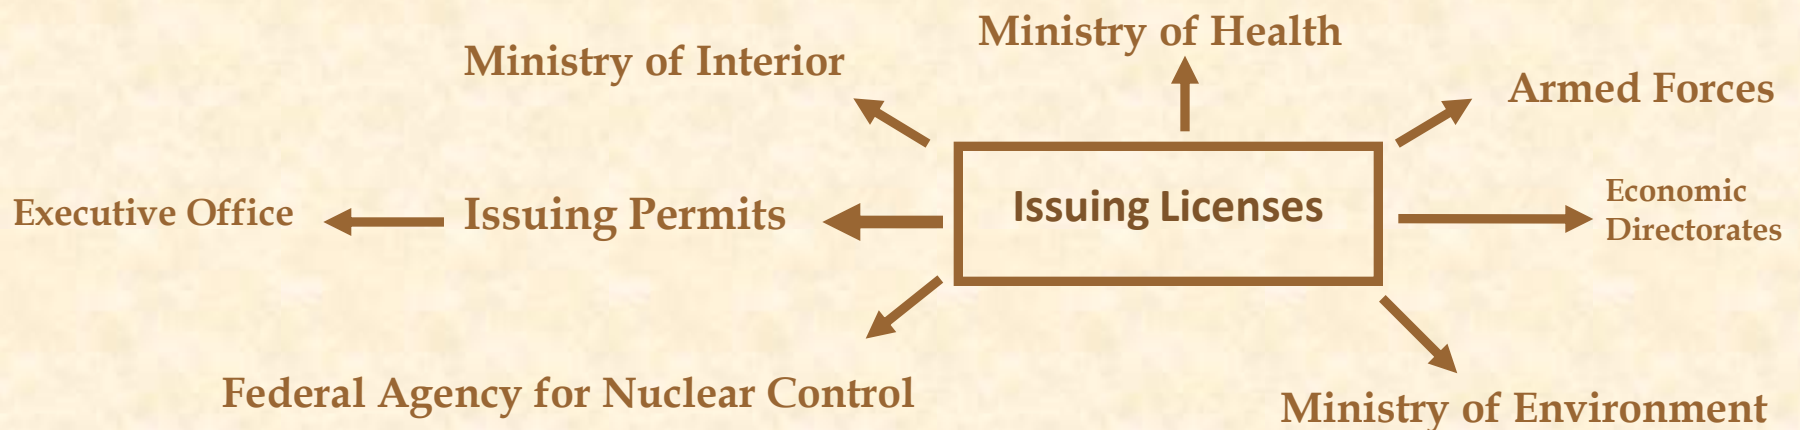 Ministry of Health
Ministry of Interior
Armed Forces
Economic
Directorates
Issuing Licenses
Executive Office
Issuing Permits
Federal Agency for Nuclear Control
Ministry of Environment